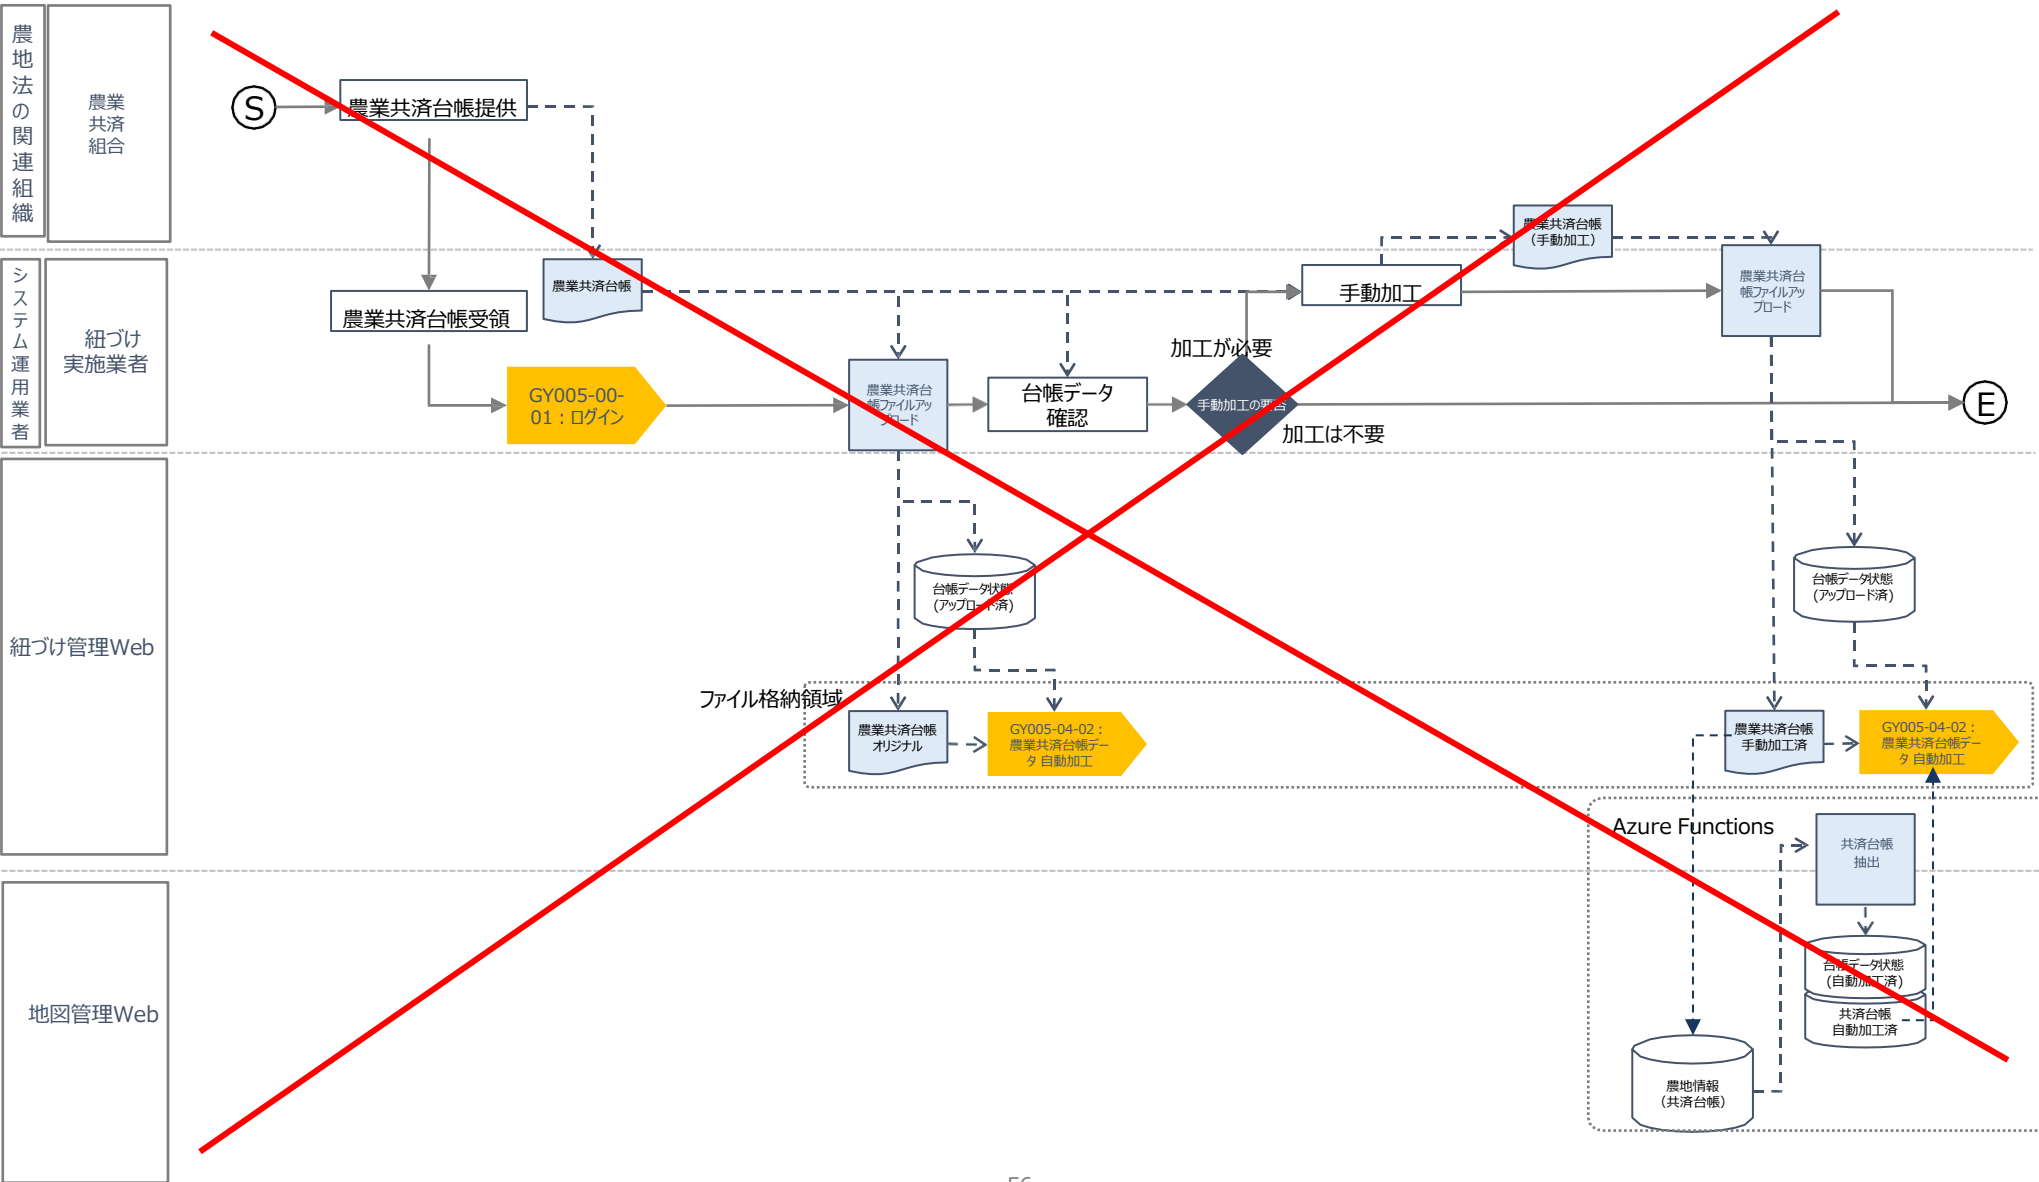 農地法の関連組織
農業
共済
組合
S
農業共済台帳提供
農業共済台帳
（手動加工）
システム運用業者
紐づけ
実施業者
農業共済台帳受領
農業共済台帳
手動加工
農業共済台
帳ファイルアッ
プロード
GY005-00-
01：ログイン
農業共済台
帳ファイルアッ
プロード
台帳データ
確認
加工が必要
手動加工の要否
加工は不要
E
紐づけ管理Web
台帳データ状態
(アップロード済)
台帳データ状態
(アップロード済)
ファイル格納領域
農業共済台帳
オリジナル
GY005-04-02：
農業共済台帳デー
タ 自動加工
農業共済台帳
手動加工済
GY005-04-02：
農業共済台帳デー
タ 自動加工
Azure Functions
共済台帳
抽出
地図管理Web
台帳データ状態
(自動加工済)
共済台帳
自動加工済
農地情報
（共済台帳）
56